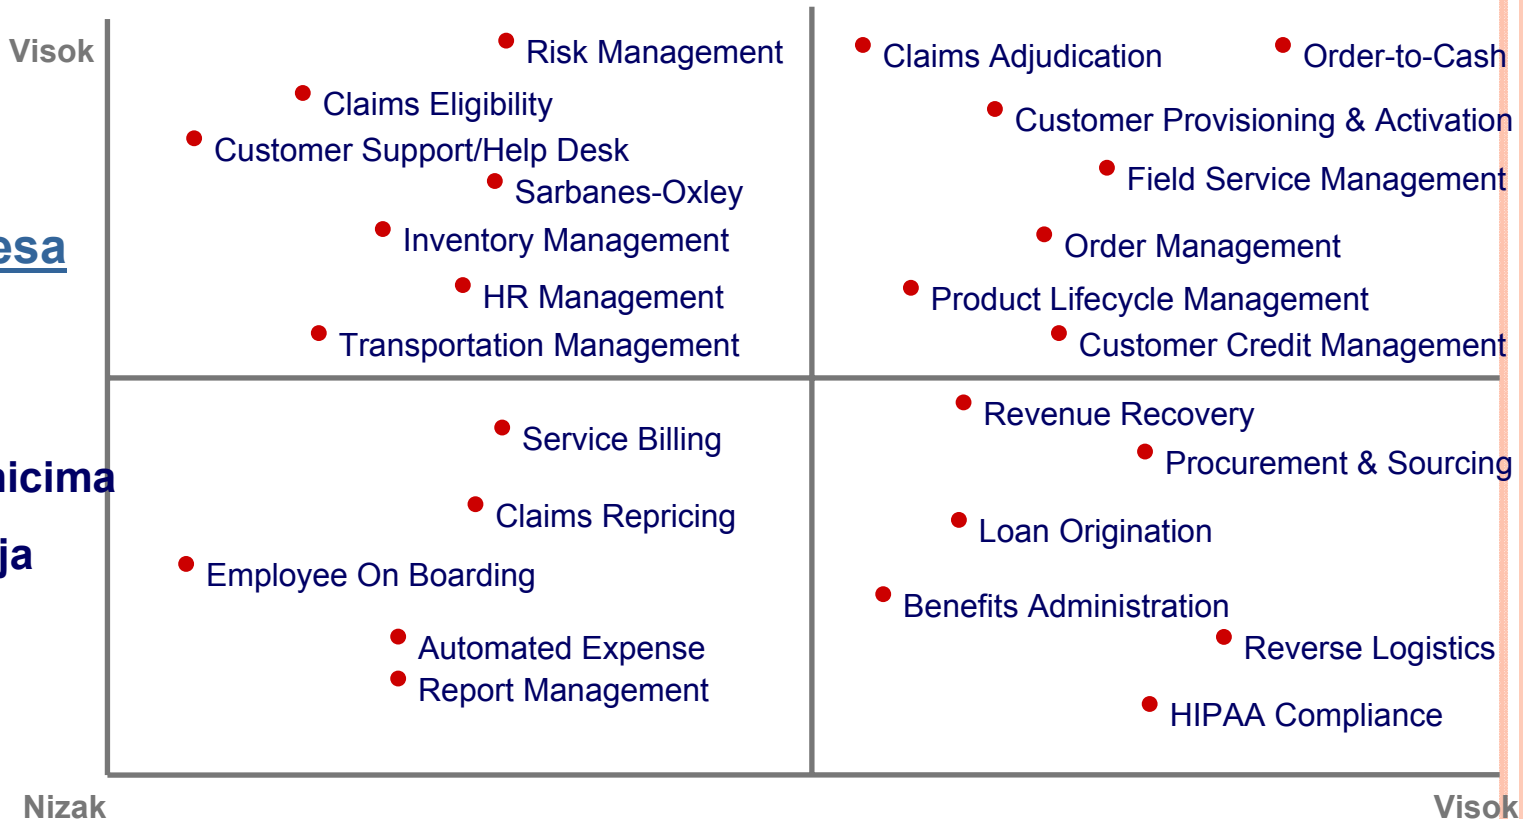 Visok
Risk Management
Claims Adjudication
Order-to-Cash
Claims Eligibility
Customer Provisioning & Activation
Customer Support/Help Desk
Field Service Management
Sarbanes-Oxley
Inventory Management
Order Management
esa
HR Management
Product Lifecycle Management
Transportation Management
Customer Credit Management
Revenue Recovery
Service Billing
Procurement & Sourcing
nicima
Claims Repricing
Loan Origination
ja
Employee On Boarding
Benefits Administration
Automated Expense
Reverse Logistics
Report Management
HIPAA Compliance
Nizak
Visok